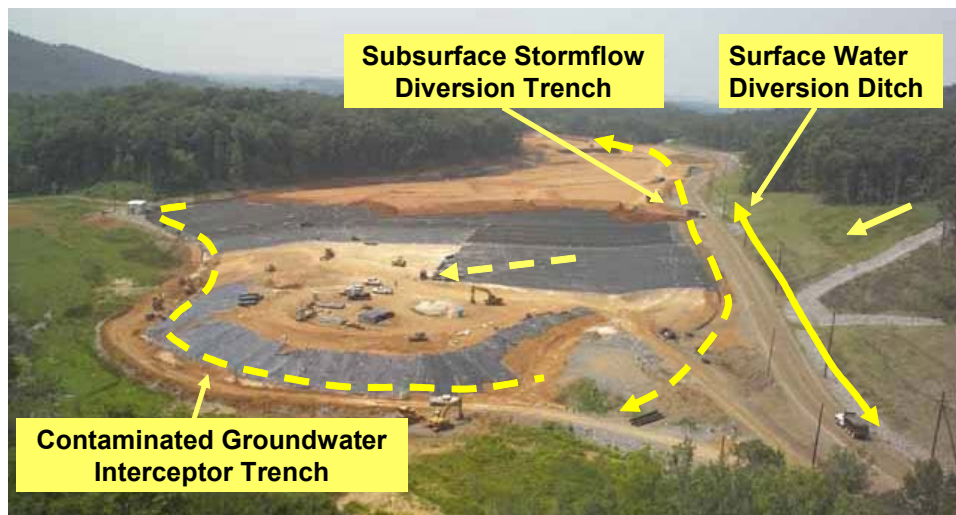 Subsurface Stormflow
Diversion Trench
Surface Water
Diversion Ditch
Contaminated Groundwater
Interceptor Trench